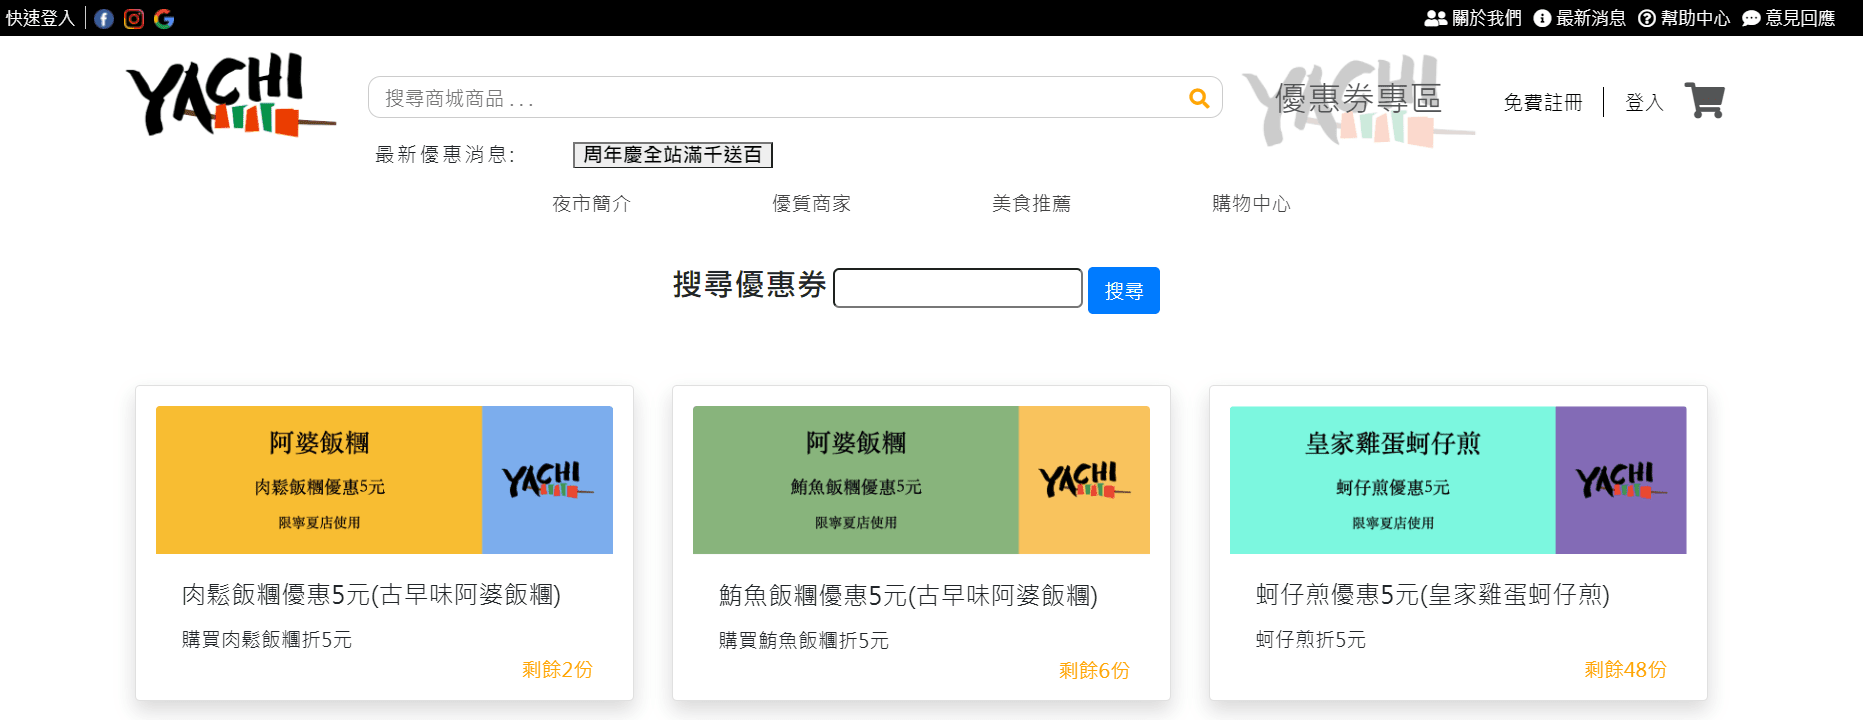 快速登入
關於我們 最新消息 幫助中心 意見回應
YACHI
搜尋商城商品 . . .
YACHI
優惠券專區
免費註冊
登入
最新優惠消息:
周年慶全站滿千送百
夜市簡介 優質商家 美食推薦 購物中心
搜尋優惠券
搜尋
阿婆飯糰
肉鬆飯糰優惠5元
限寧夏店使用
YACHI
肉鬆飯糰優惠5元(古早味阿婆飯糰)
購買肉鬆飯糰折5元
剩餘2份
阿婆飯糰
鮪魚飯糰優惠5元
限寧夏店使用
YACHI
鮪魚飯糰優惠5元(古早味阿婆飯糰)
購買鮪魚飯糰折5元
剩餘6份
皇家雞蛋蚵仔煎
蚵仔煎優惠5元
限寧夏店使用
YACHI
蚵仔煎優惠5元(皇家雞蛋蚵仔煎)
蚵仔煎折5元
剩餘48份